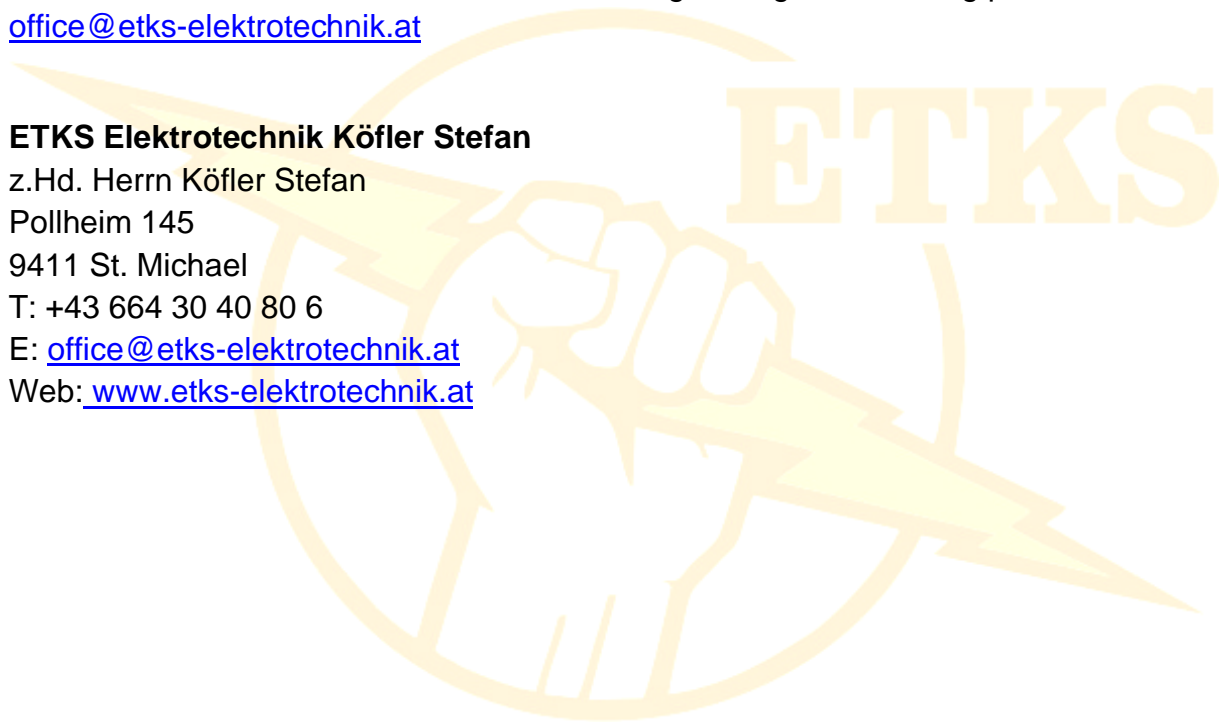 office@etks-elektrotechnik.at
ETKS
ETKS Elektrotechnik Köfler Stefan
z.Hd. Herrn Köfler Stefan
Pollheim 145
9411 St. Michael
T: +43 664 30 40 80 6
E: office@etks-elektrotechnik.at
Web: www.etks-elektrotechnik.at